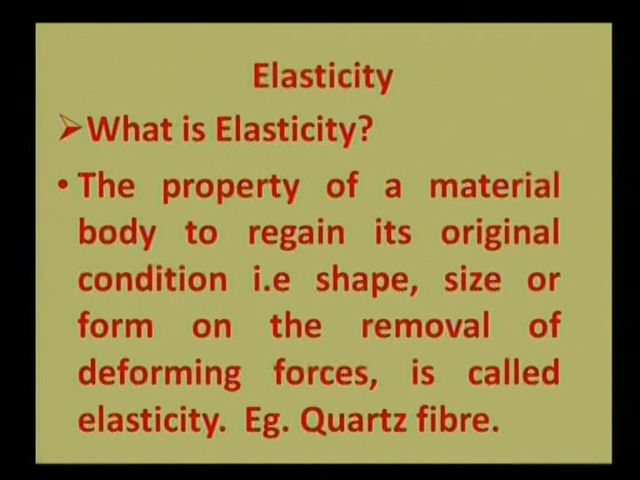 Elasticity
➢What is Elasticity?
• The property of a material
body to regain its original
condition i.e shape, size or
form on the removal of
deforming forces, is called
elasticity. Eg. Quartz fibre.